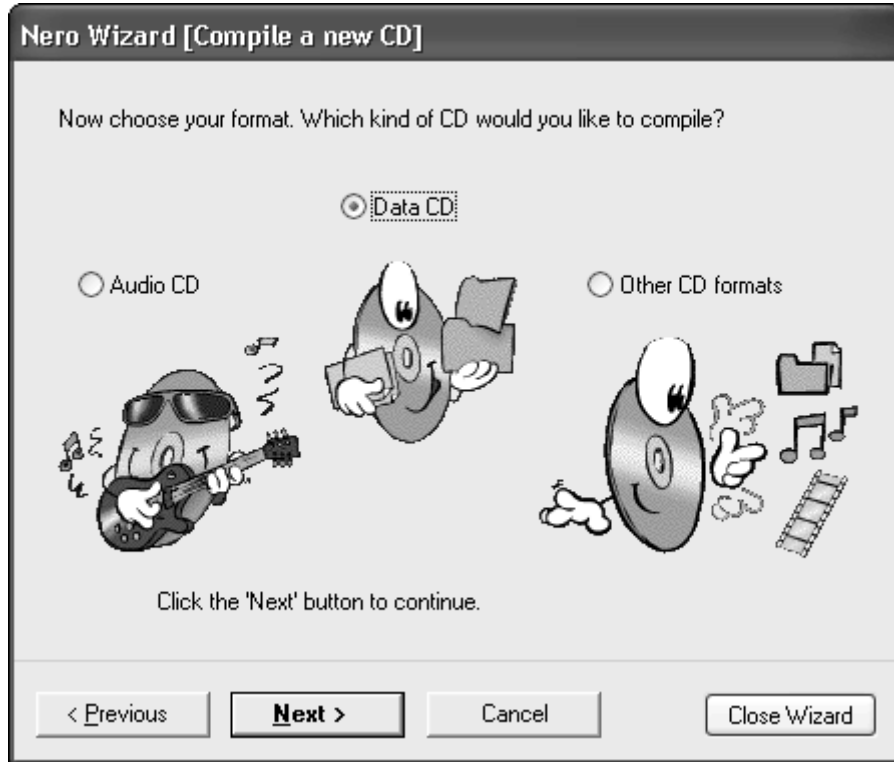 Nero Wizard [Compile a new CD]
Now choose your format. Which kind of CD would you like to compile?
Data CD
Audio CD
Other CD formats
Click the 'Next' button to continue.
< Previous
Next >
Cancel
Close Wizard